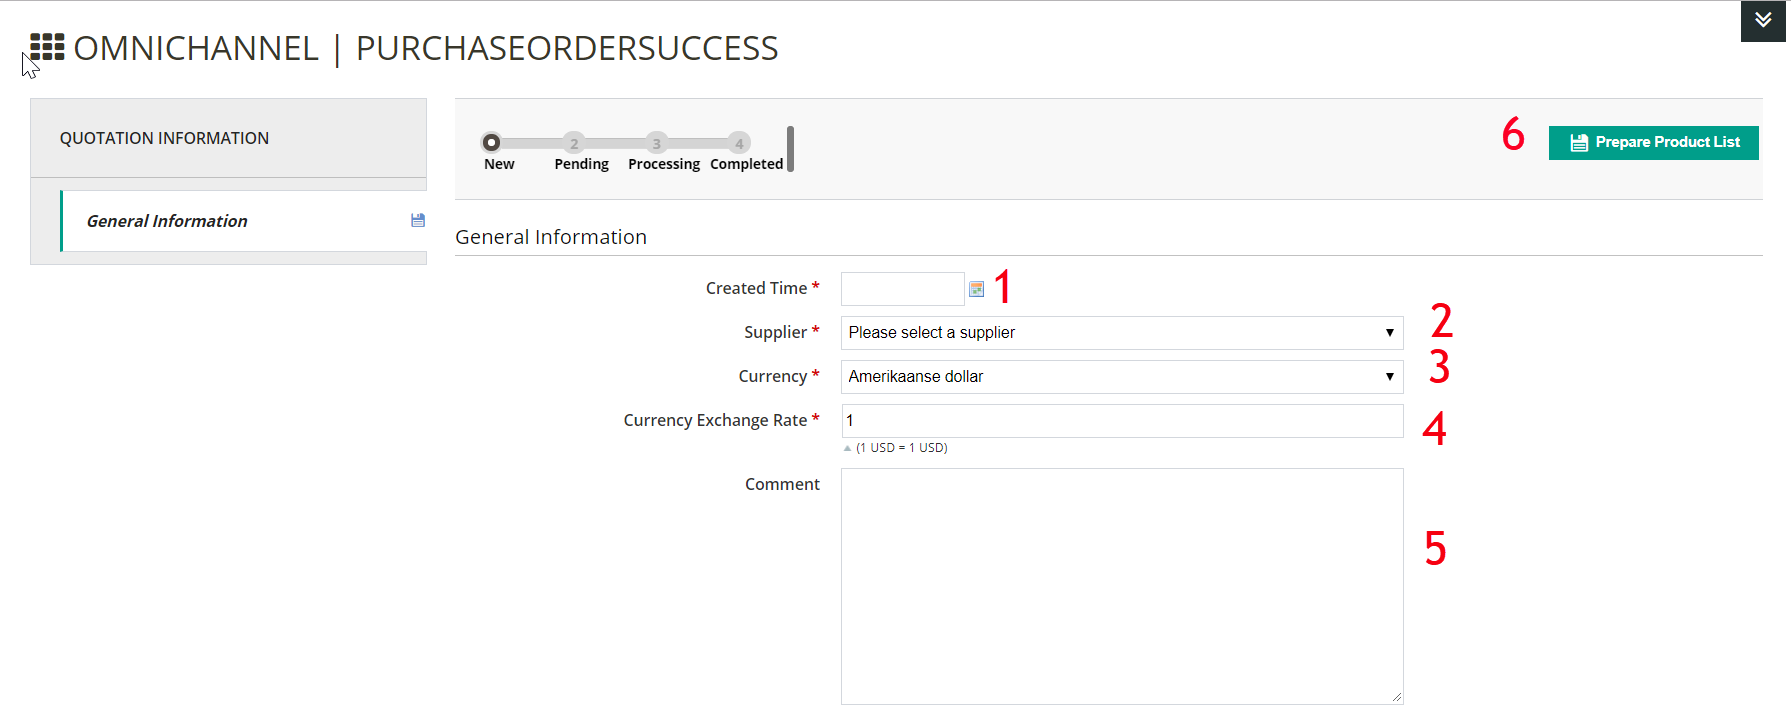 OMNICHANNEL | PURCHASEORDERSUCCESS
QUOTATION INFORMATION
General Information
2 3 4
New Pending Processing Completed
6
Prepare Product List
General Information
Created Time * 1
Supplier * Please select a supplier 2
Currency * Amerikaanse dollar 3
Currency Exchange Rate * 1 4
(1 USD = 1 USD)
Comment
5